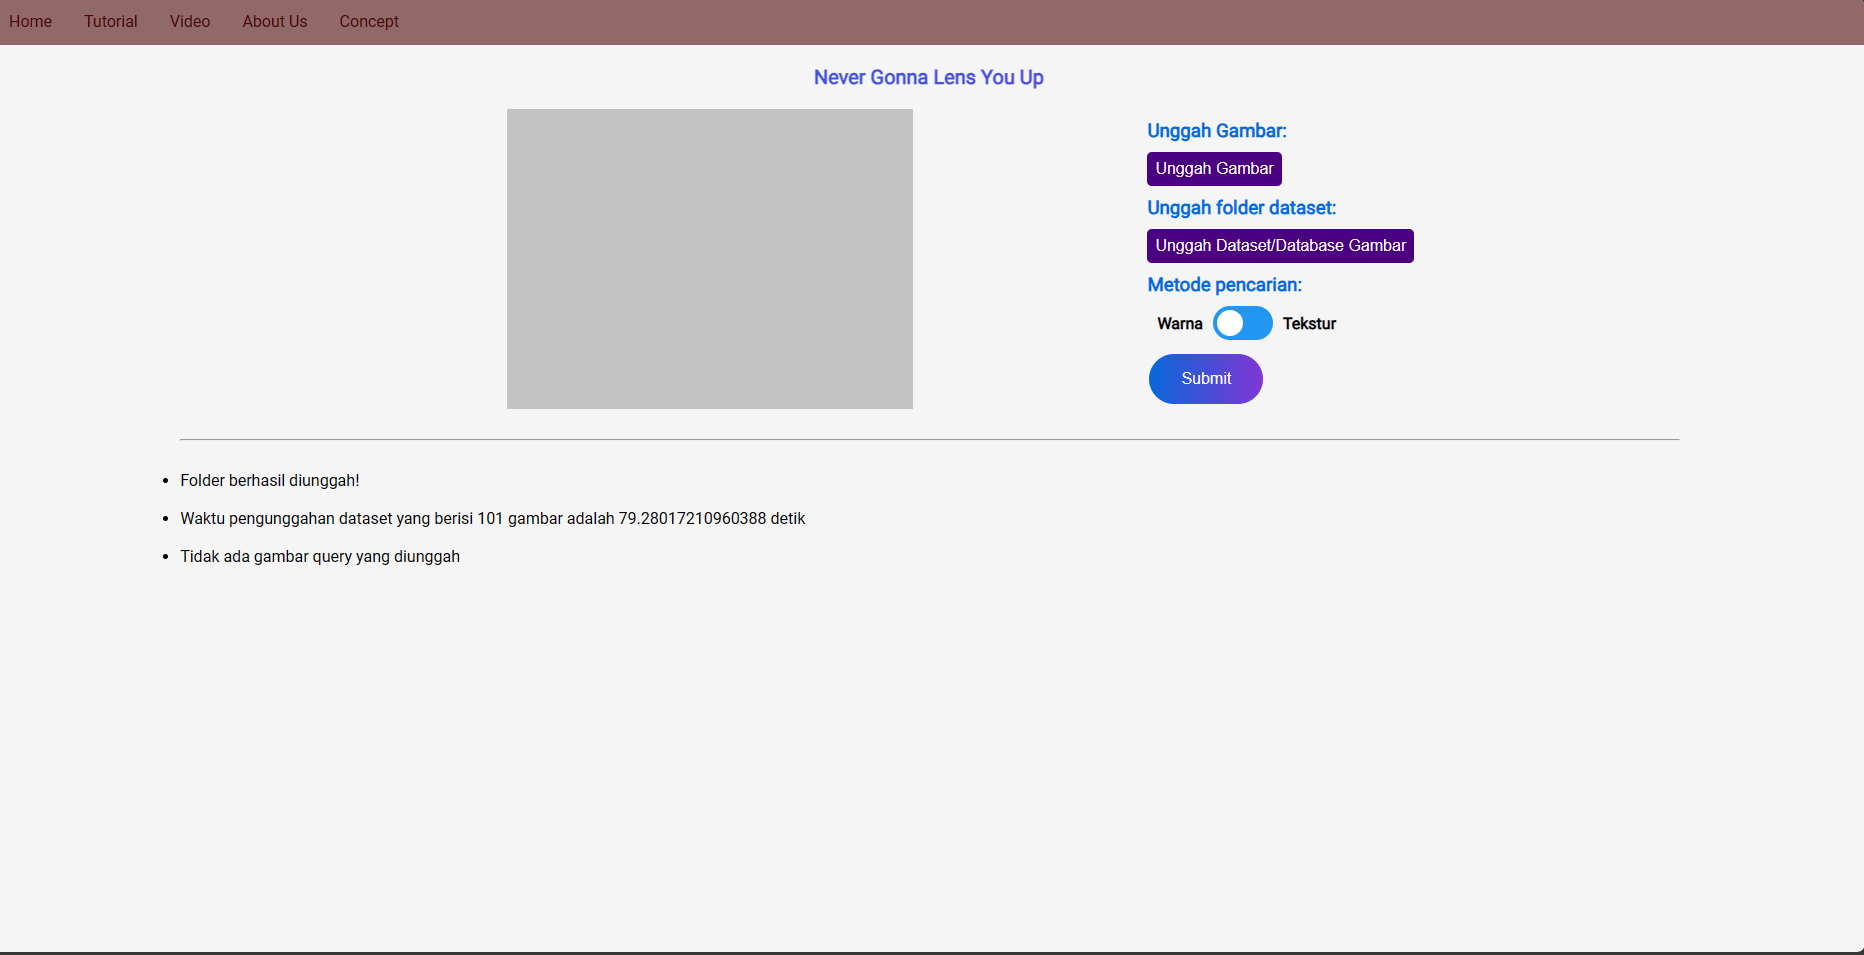 Home Tutorial Video About Us Concept
Never Gonna Lens You Up
Unggah Gambar:
Unggah Gambar
Unggah folder dataset:
Unggah Dataset/Database Gambar
Metode pencarian:
Warna Tekstur
Submit
Folder berhasil diunggah!
Waktu pengunggahan dataset yang berisi 101 gambar adalah 79.28017210960388 detik
Tidak ada gambar query yang diunggah